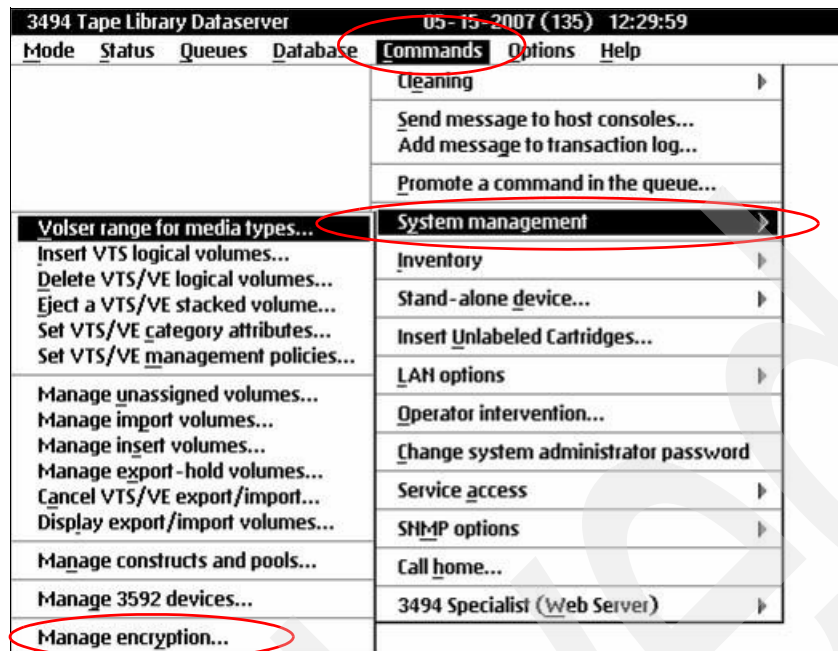 3494 Tape Library Dataserver 05-15-2007 (135) 12:29:59
Mode Status Queues Database Commands Options Help
Cleaning
Send message to host consoles...
Add message to transaction log...
Promote a command in the queue...
System management
Inventory
Stand-alone device...
Insert Unlabeled Cartridges...
LAN options
Operator intervention...
Change system administrator password
Service access
SNMP options
Call home...
3494 Specialist (Web Server)
Volser range for media types...
Insert VTS logical volumes...
Delete VTS/VE logical volumes...
Eject a VTS/VE stacked volume...
Set VTS/VE category attributes...
Set VTS/VE management policies...
Manage unassigned volumes...
Manage import volumes...
Manage insert volumes...
Manage export-hold volumes...
Cancel VTS/VE export/import...
Display export/import volumes...
Manage constructs and pools...
Manage 3592 devices...
Manage encryption...